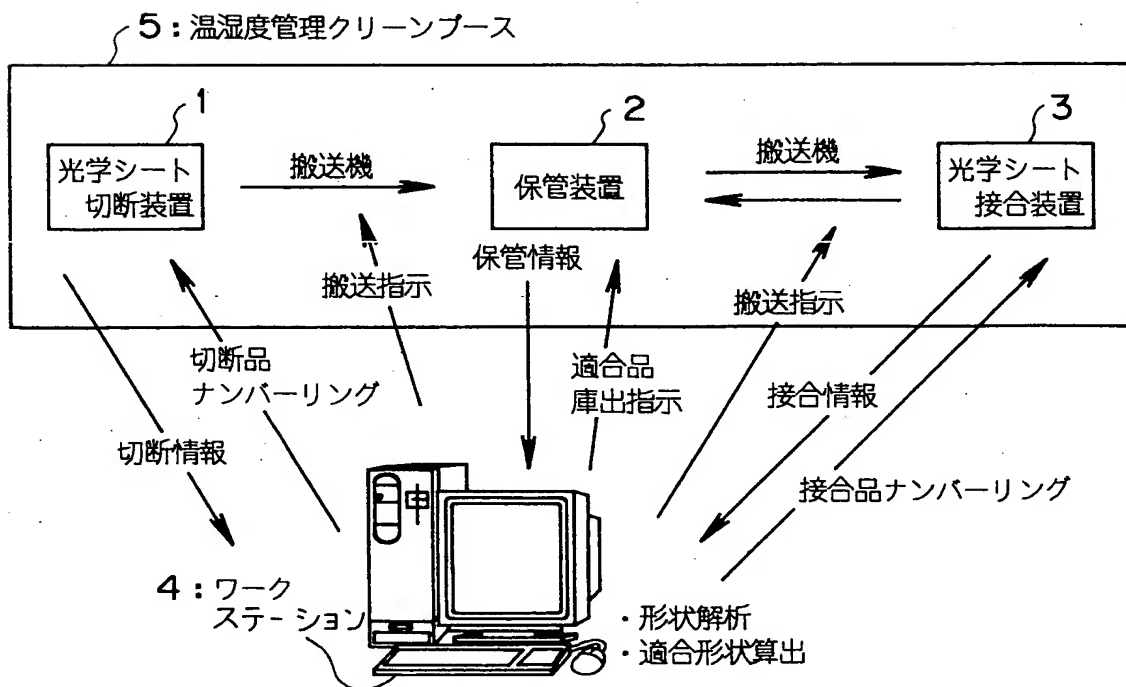 5：温湿度管理クリーンブース
1
2
3
光学シート
切断装置
搬送機
保管装置
搬送機
光学シート
接合装置
搬送指示
保管情報
搬送指示
切断品
ナンバーリング
適合品
庫出指示
接合情報
切断情報
接合品ナンバーリング
4：ワーク
ステーション
・形状解析
・適合形状算出